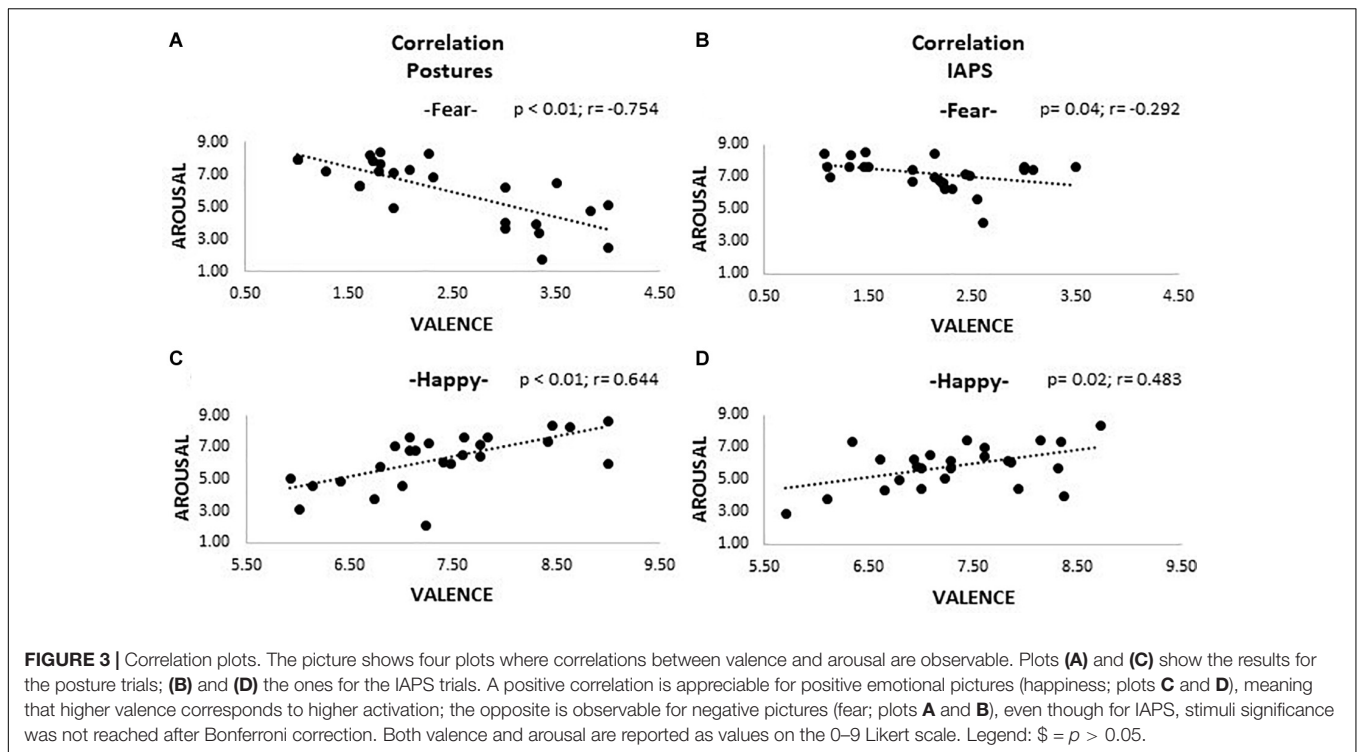 A
Correlation
Postures
-Fear- p < 0.01; r= -0.754
9.00
7.00
5.00
3.00
1.00
AROUSAL
0.50 1.50 2.50 3.50 4.50
VALENCE
B
Correlation
IAPS
-Fear- p= 0.04; r= -0.292
9.00
7.00
5.00
3.00
1.00
AROUSAL
0.50 1.50 2.50 3.50 4.50
VALENCE
C
-Happy- p < 0.01; r= 0.644
9.00
7.00
5.00
3.00
1.00
AROUSAL
5.50 6.50 7.50 8.50 9.50
VALENCE
D
-Happy- p= 0.02; r= 0.483
9.00
7.00
5.00
3.00
1.00
AROUSAL
5.50 6.50 7.50 8.50 9.50
VALENCE
FIGURE 3 | Correlation plots. The picture shows four plots where correlations between valence and arousal are observable. Plots (A) and (C) show the results for
the posture trials; (B) and (D) the ones for the IAPS trials. A positive correlation is appreciable for positive emotional pictures (happiness; plots C and D), meaning
that higher valence corresponds to higher activation; the opposite is observable for negative pictures (fear; plots A and B), even though for IAPS, stimuli significance
was not reached after Bonferroni correction. Both valence and arousal are reported as values on the 0–9 Likert scale. Legend: $ = p > 0.05.